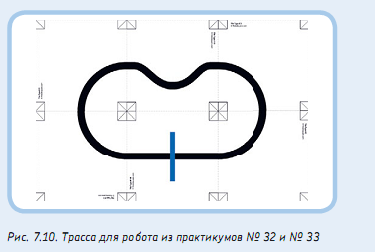 Рис. 7.10. Трасса для робота из практикумов № 32 и № 33